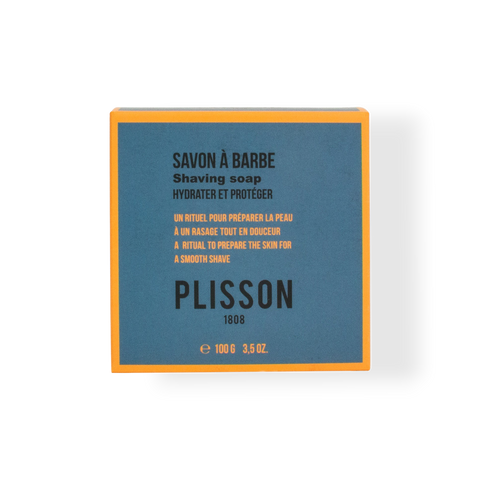 SAVON À BARBE
Shaving soap
HYDRATER ET PROTÉGER
UN RITUEL POUR PRÉPARER LA PEAU
À UN RASAGE TOUT EN DOUCEUR
A RITUAL TO PREPARE THE SKIN FOR
A SMOOTH SHAVE
PLISSON
1808
℮ 100 G 3,5 OZ.